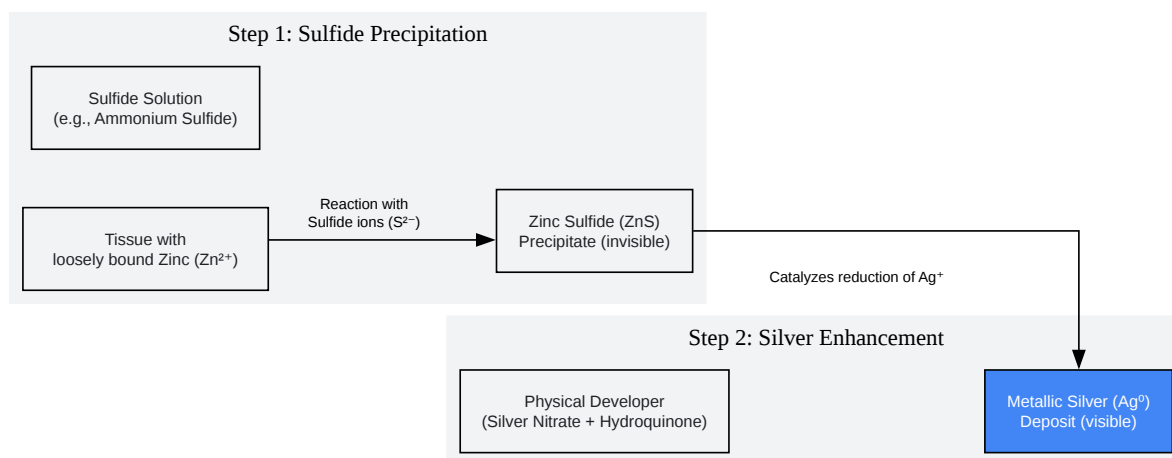 Step 1: Sulfide Precipitation
Sulfide Solution
(e.g., Ammonium Sulfide)
Reaction with
Sulfide ions (S²⁻)
Tissue with
loosely bound Zinc (Zn²⁺)
Zinc Sulfide (ZnS)
Precipitate (invisible)
Catalyzes reduction of Ag⁺
Step 2: Silver Enhancement
Physical Developer
(Silver Nitrate + Hydroquinone)
Metallic Silver (Ag⁰)
Deposit (visible)